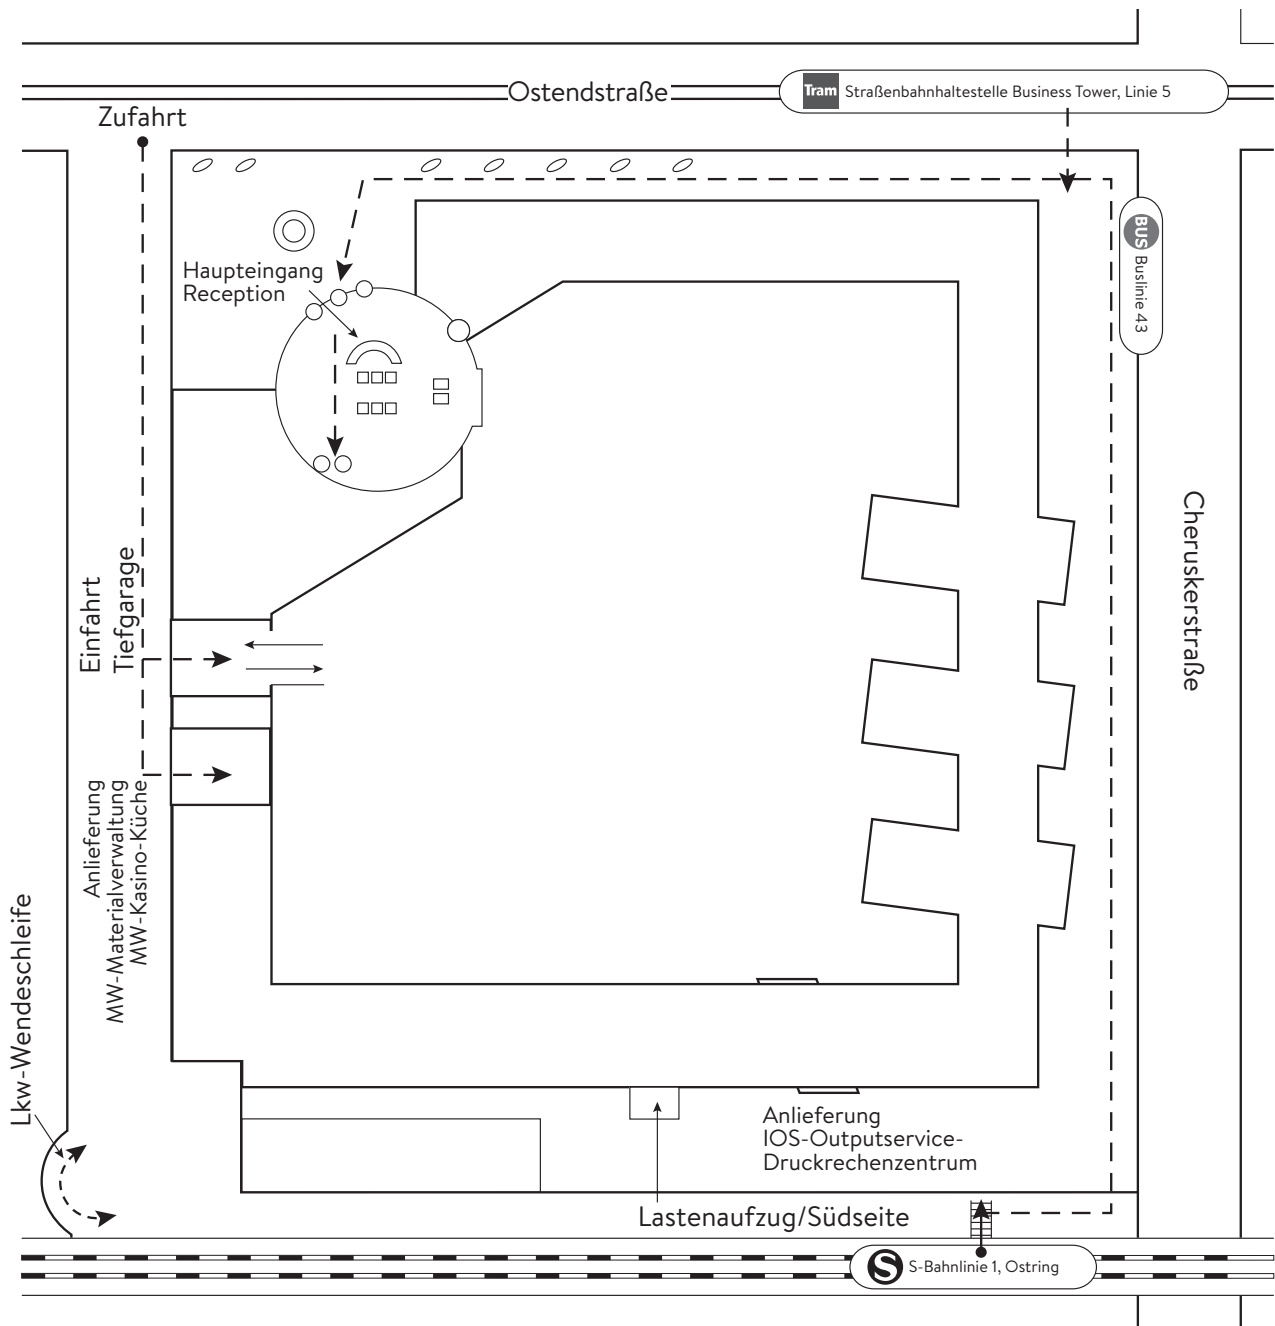 Ostendstraße
Tram Straßenbahnhaltestelle Business Tower, Linie 5
Zufahrt
BUS Buslinie 43
Haupteingang
Reception
Cheruskerstraße
Einfahrt
Tiefgarage
Anlieferung
MW-Materialverwaltung
MW-Kasino-Küche
Lkw-Wendeschleife
Anlieferung
IOS-Outputservice-
Druckrechenzentrum
Lastenaufzug/Südseite
S S-Bahnlinie 1, Ostring